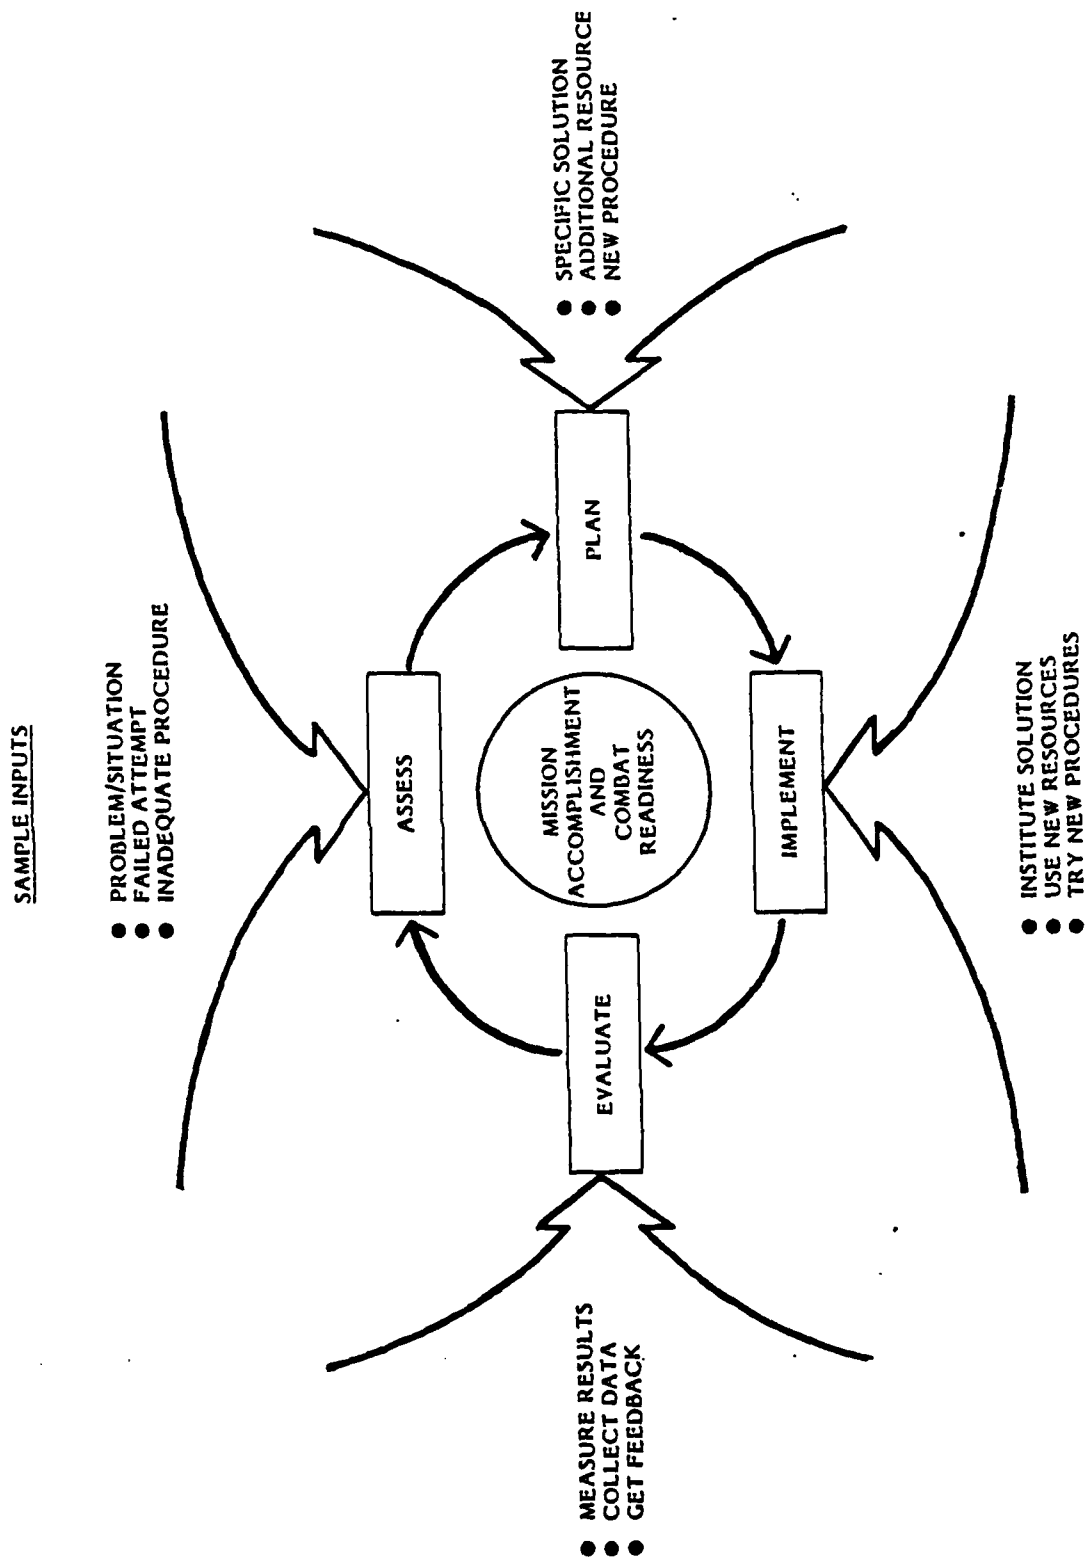 SAMPLE INPUTS
● PROBLEM/SITUATION
● FAILED ATTEMPT
● INADEQUATE PROCEDURE
ASSESS
● MEASURE RESULTS
● COLLECT DATA
● GET FEEDBACK
EVALUATE
MISSION
ACCOMPLISHMENT
AND
COMBAT
READINESS
PLAN
● SPECIFIC SOLUTION
● ADDITIONAL RESOURCE
● NEW PROCEDURE
IMPLEMENT
● INSTITUTE SOLUTION
● USE NEW RESOURCES
● TRY NEW PROCEDURES